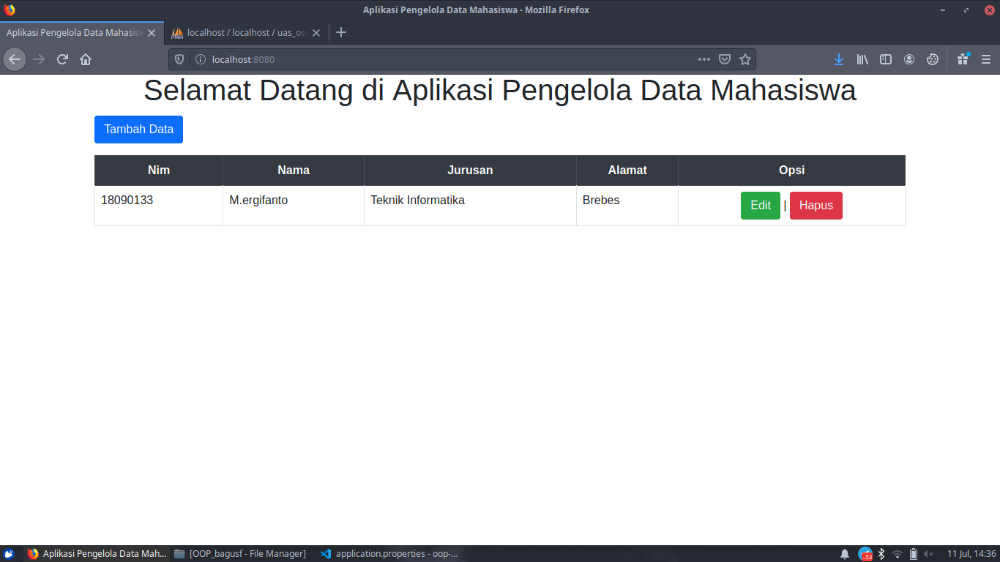 Aplikasi Pengelola Data Mahasiswa - Mozilla Firefox
Aplikasi Pengelola Data Mahasisw
localhost / localhost / uas_oo
localhost:8080
Selamat Datang di Aplikasi Pengelola Data Mahasiswa
Tambah Data
Nim Nama Jurusan Alamat Opsi
18090133 M.ergifanto Teknik Informatika Brebes Edit | Hapus
Aplikasi Pengelola Data Mah... [OOP_bagusf - File Manager] application.properties - oop-... ...53 11 Jul, 14:36